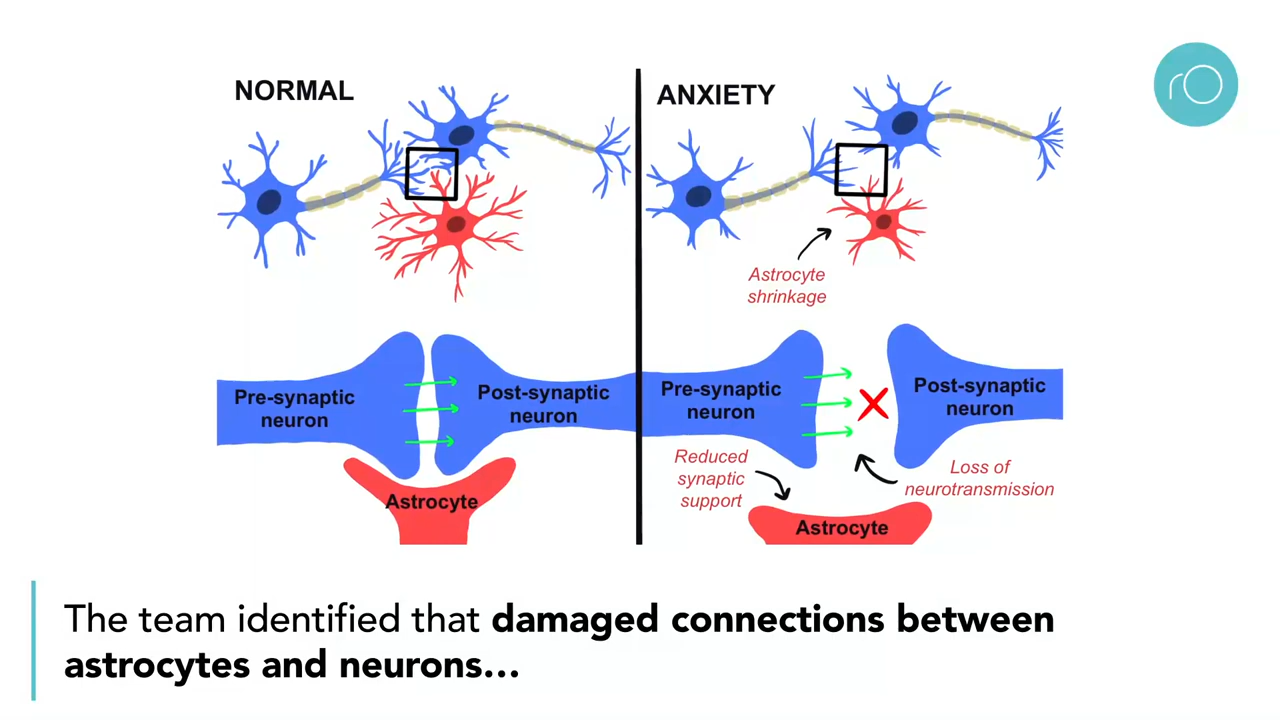 NORMAL
ANXIETY
Astrocyte
shrinkage
Pre-synaptic
neuron
Post-synaptic
neuron
Astrocyte
Pre-synaptic
neuron
Post-synaptic
neuron
Reduced
synaptic
support
Loss of
neurotransmission
Astrocyte
The team identified that damaged connections between
astrocytes and neurons...